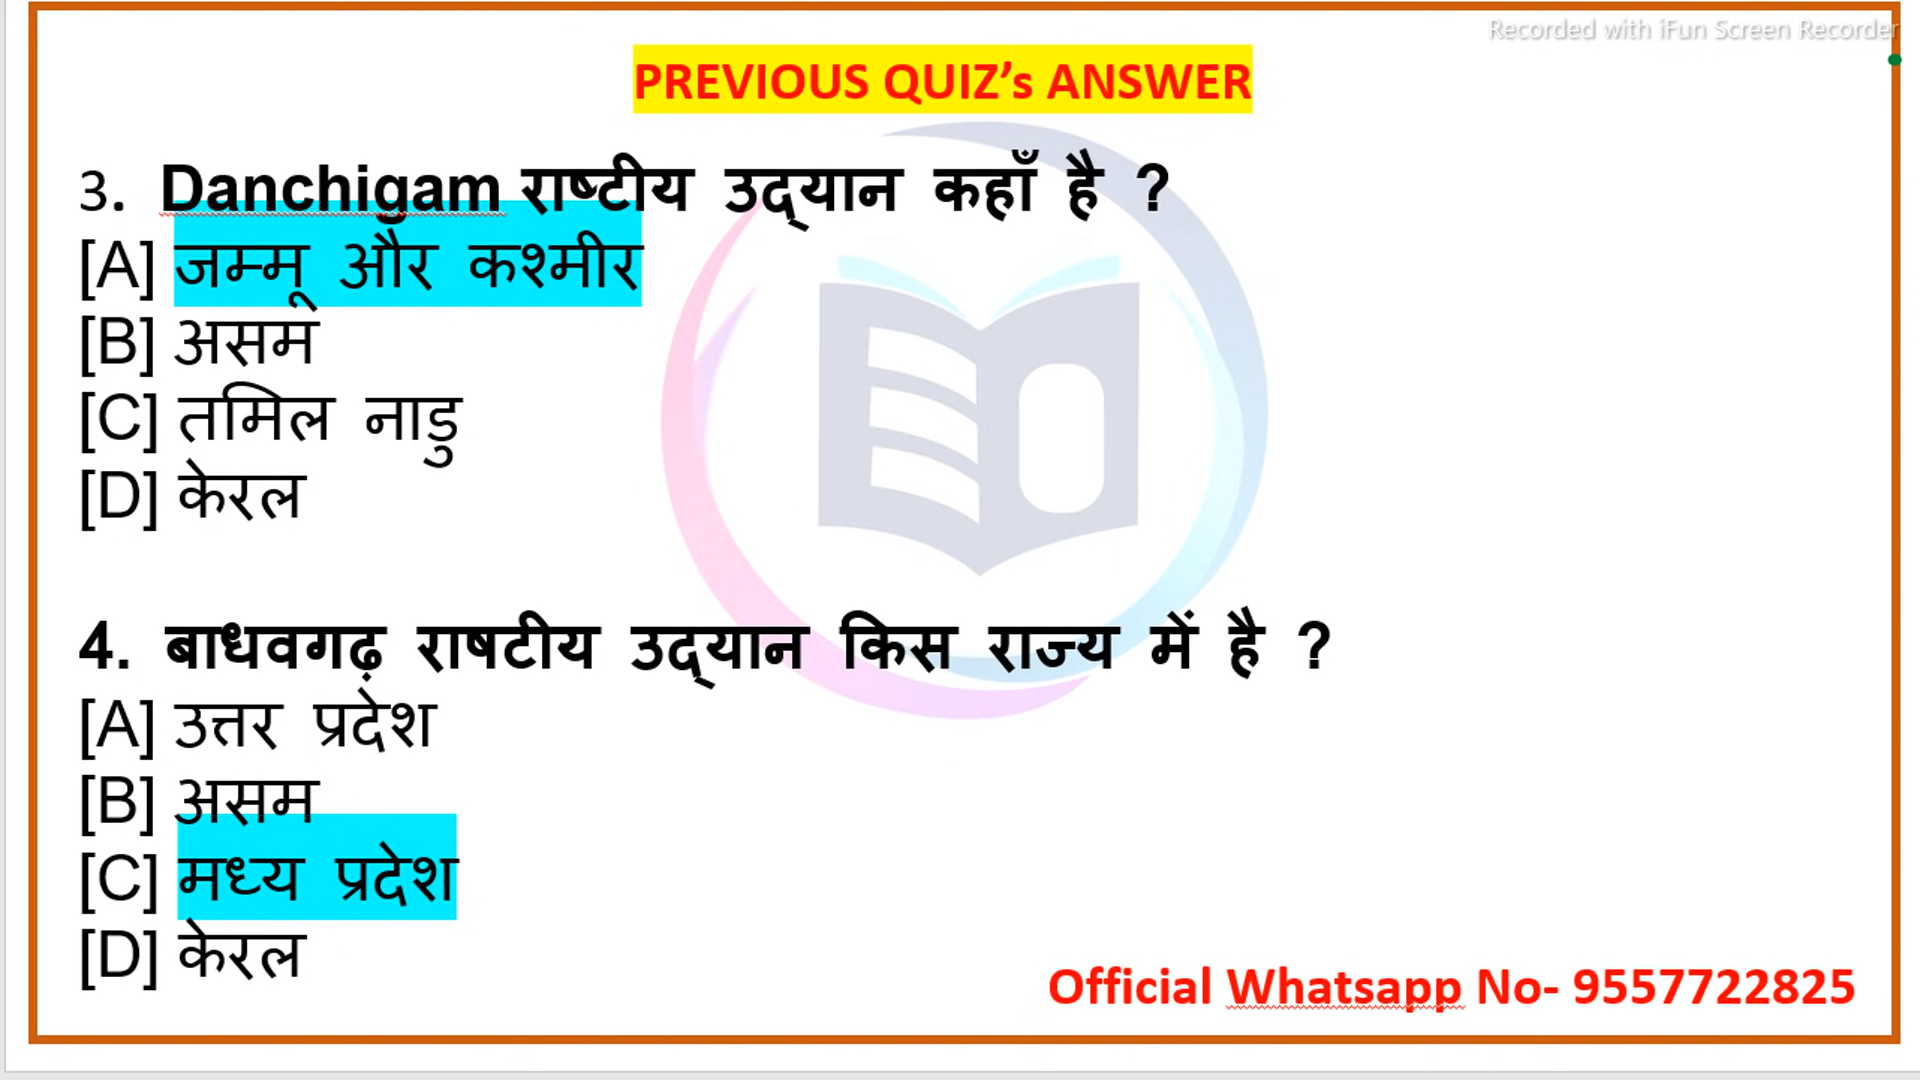 Recorded with iFun Screen Recorder
PREVIOUS QUIZ’s ANSWER
3. Danchigam राष्टीय उद्यान कहाँ है ?
[A] जम्मू और कश्मीर
[B] असम
[C] तमिल नाडु
[D] केरल
4. बाधवगढ़ राषटीय उद्यान किस राज्य में है ?
[A] उत्तर प्रदेश
[B] असम
[C] मध्य प्रदेश
[D] केरल
Official Whatsapp No- 9557722825